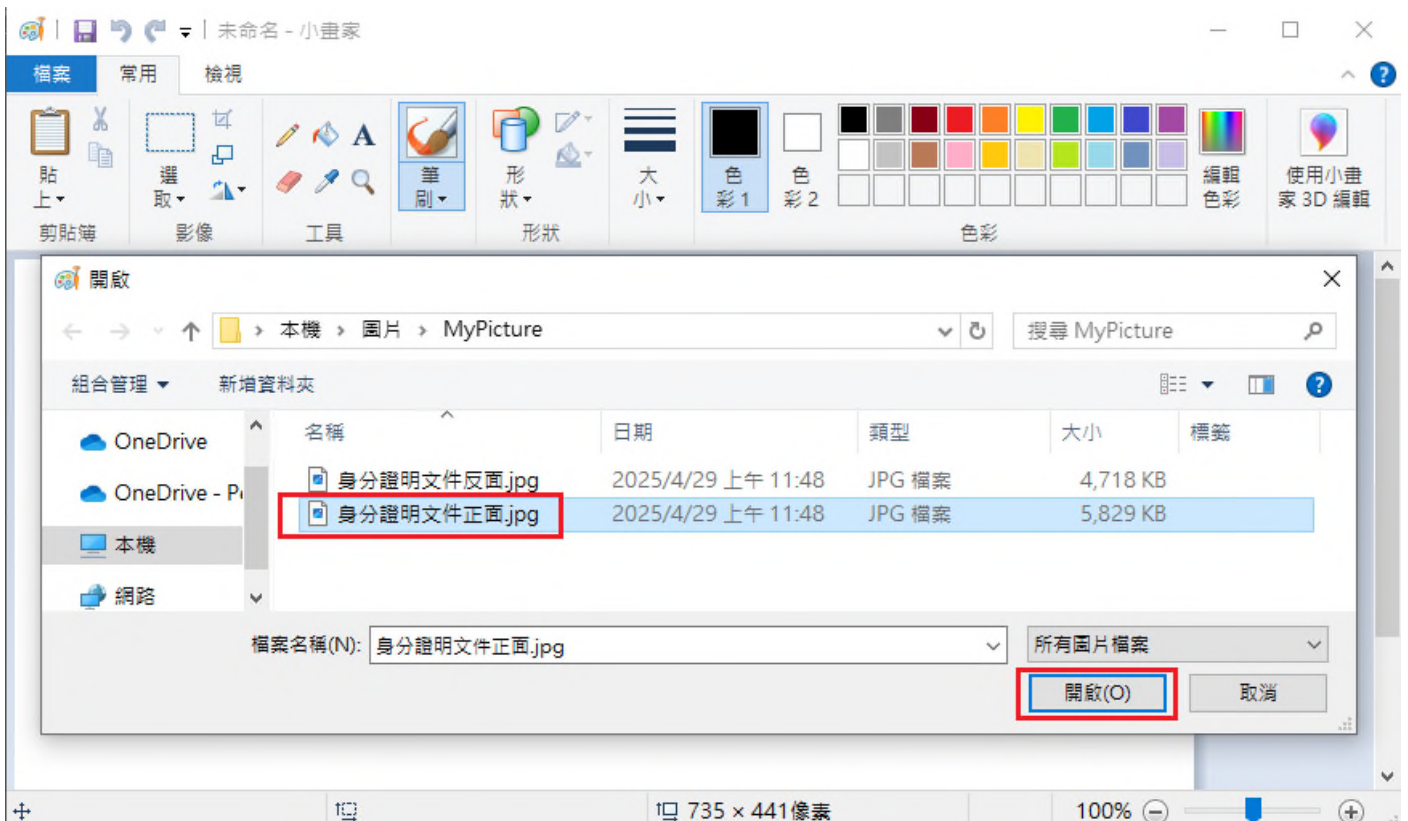 未命名 - 小畫家
檔案 常用 檢視
貼上 選取 A 筆刷 形狀 大小 色彩 1 色彩 2 編輯色彩 使用小畫家 3D 編輯
剪貼簿 影像 工具 形狀 色彩
開啟
本機 › 圖片 › MyPicture 搜尋 MyPicture
組合管理 新增資料夾
OneDrive 名稱 日期 類型 大小 標籤
OneDrive - Pe 身分證明文件反面.jpg 2025/4/29 上午 11:48 JPG 檔案 4,718 KB
身分證明文件正面.jpg 2025/4/29 上午 11:48 JPG 檔案 5,829 KB
本機
網路
檔案名稱(N): 身分證明文件正面.jpg 所有圖片檔案
開啟(O) 取消
735 × 441像素 100%